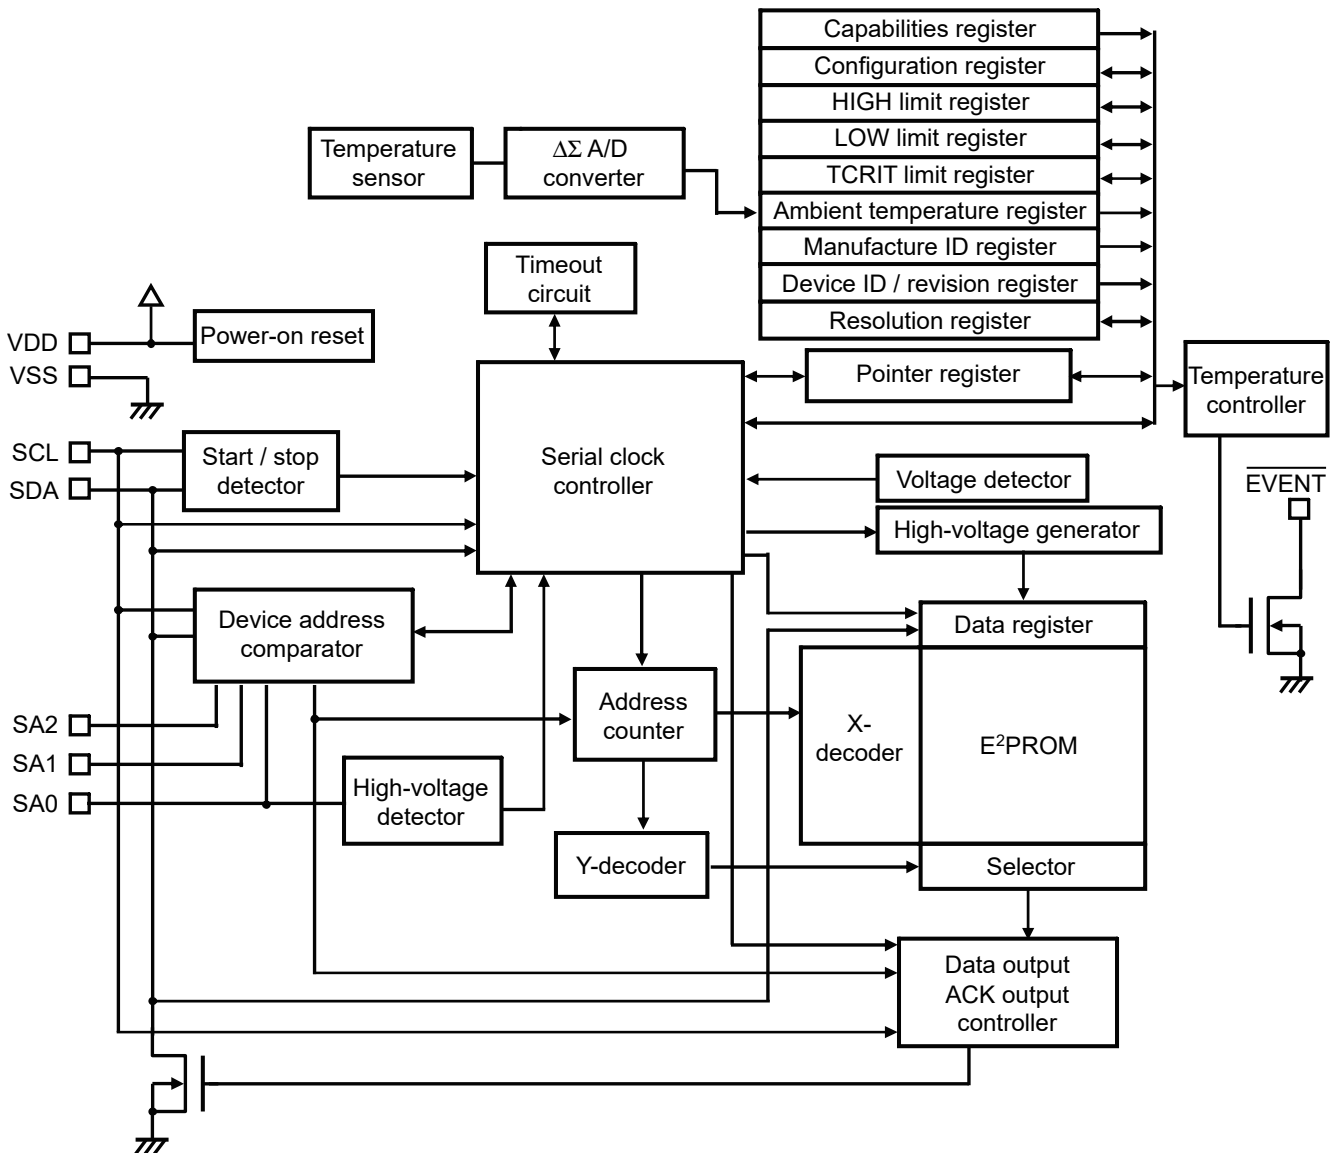 Capabilities register
Configuration register
HIGH limit register
LOW limit register
TCRIT limit register
Ambient temperature register
Manufacture ID register
Device ID / revision register
Resolution register
Temperature
sensor
ΔΣ A/D
converter
Timeout
circuit
VDD
VSS
Power-on reset
Pointer register
Temperature
controller
SCL
SDA
Start / stop
detector
Serial clock
controller
Voltage detector
High-voltage generator
EVENT
Device address
comparator
Data register
SA2
SA1
SA0
Address
counter
X-
decoder
E²PROM
High-voltage
detector
Y-decoder
Selector
Data output
ACK output
controller